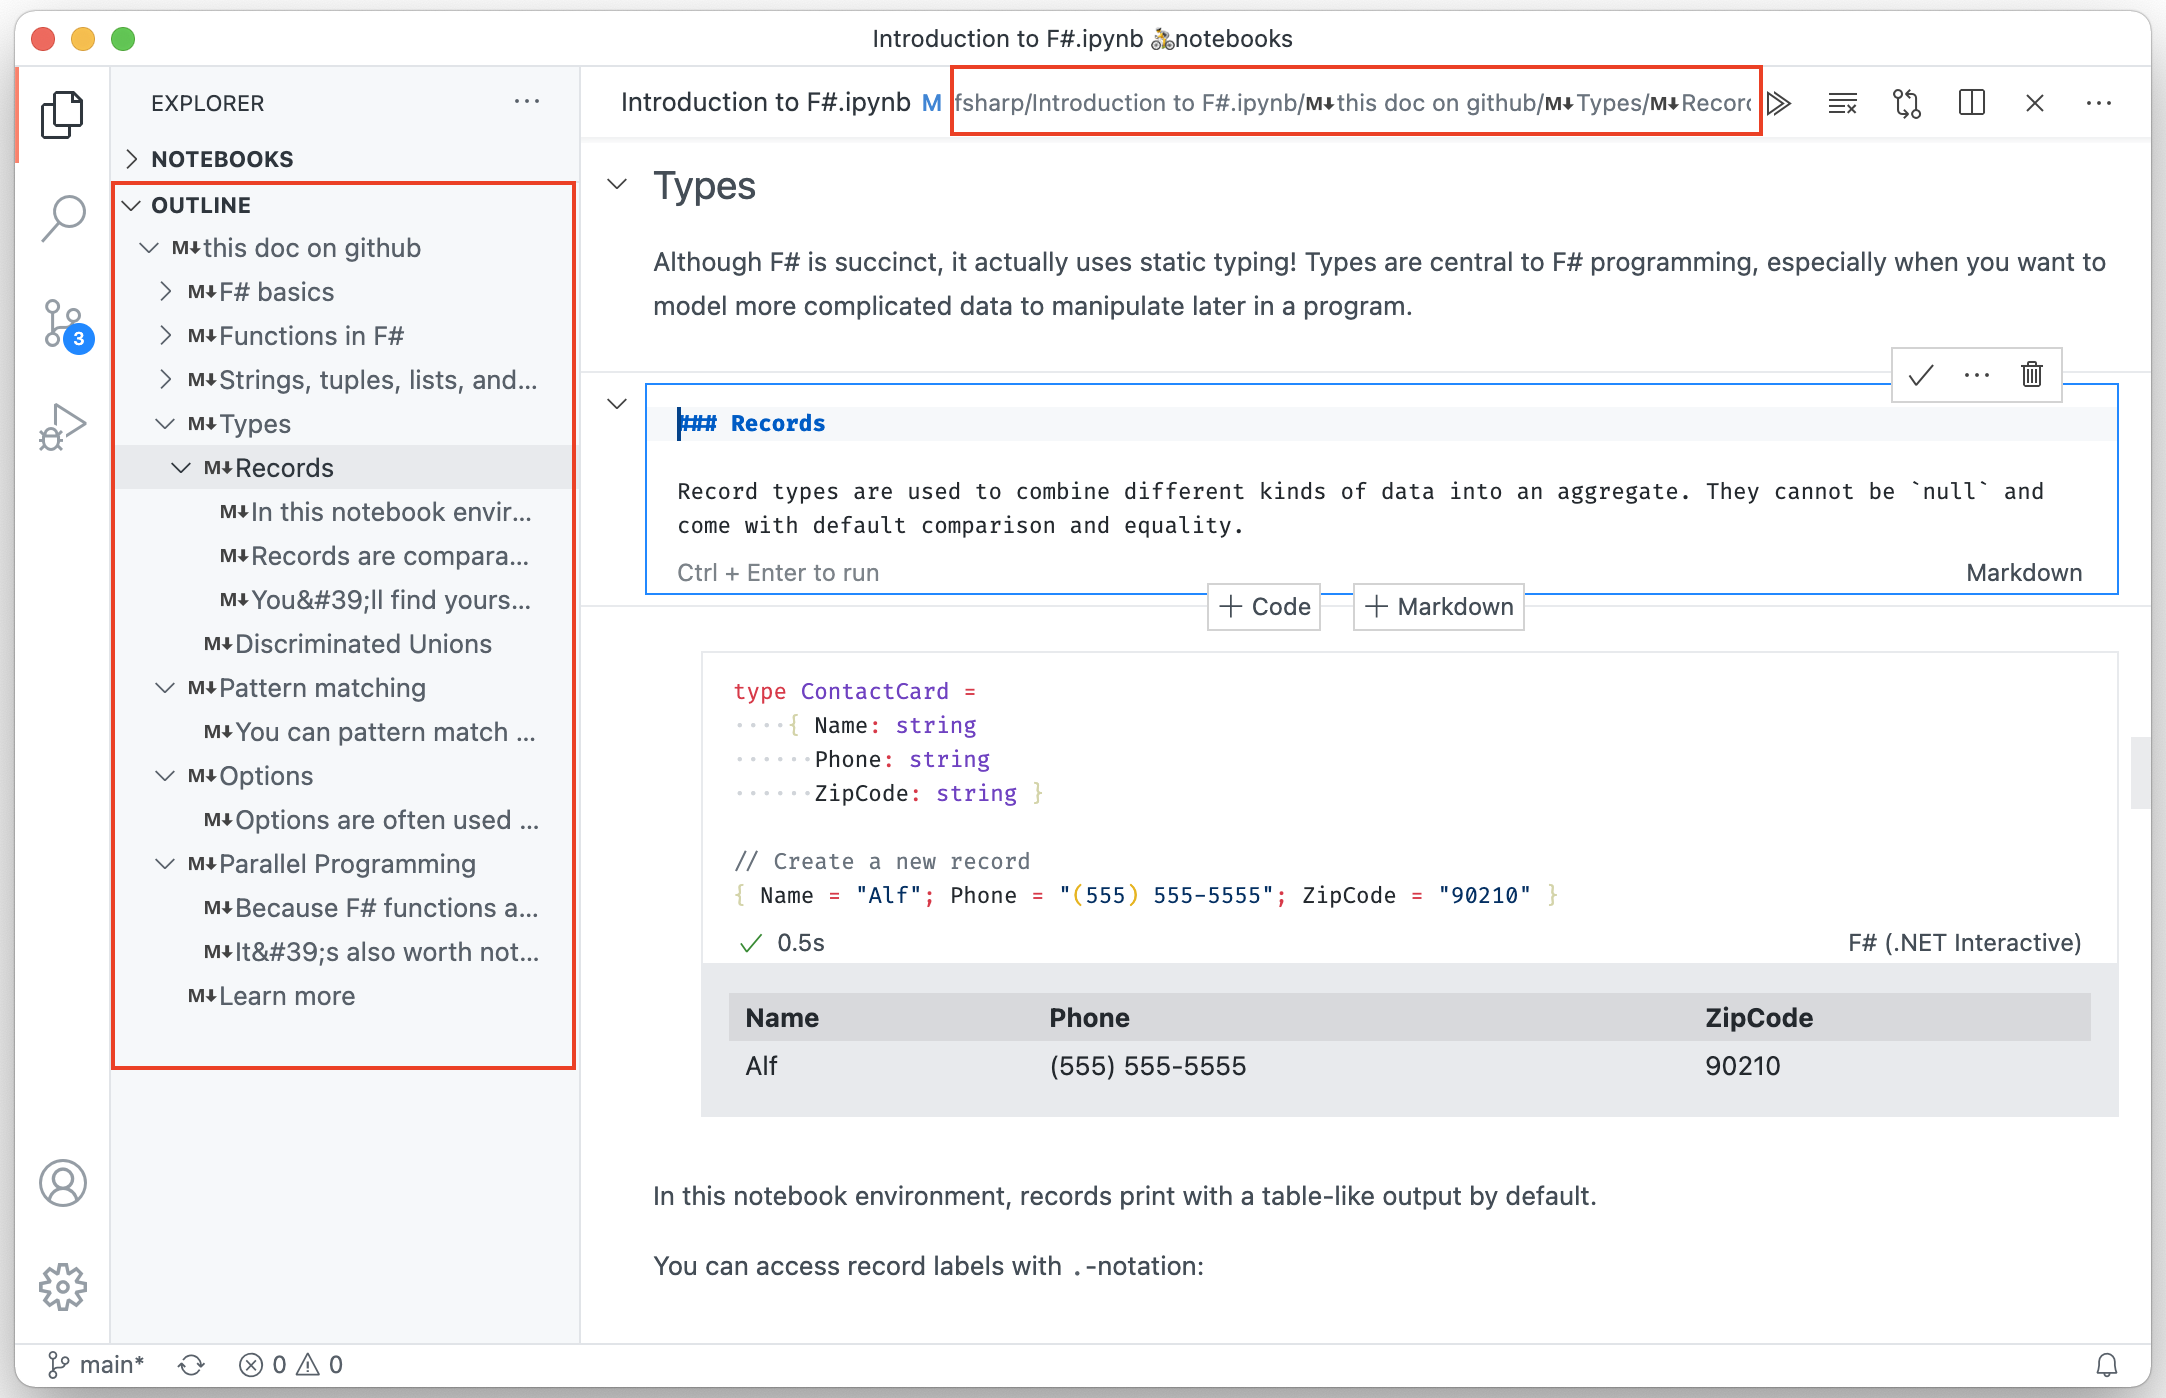 Introduction to F#.ipynb 🚴notebooks
EXPLORER
NOTEBOOKS
OUTLINE
M↓this doc on github
M↓F# basics
M↓Functions in F#
M↓Strings, tuples, lists, and...
M↓Types
M↓Records
M↓In this notebook envir...
M↓Records are compara...
M↓You&#39;ll find yours...
M↓Discriminated Unions
M↓Pattern matching
M↓You can pattern match ...
M↓Options
M↓Options are often used ...
M↓Parallel Programming
M↓Because F# functions a...
M↓It&#39;s also worth not...
M↓Learn more
3
Introduction to F#.ipynb M fsharp/Introduction to F#.ipynb/M↓this doc on github/M↓Types/M↓Recor
Types
Although F# is succinct, it actually uses static typing! Types are central to F# programming, especially when you want to
model more complicated data to manipulate later in a program.
### Records
Record types are used to combine different kinds of data into an aggregate. They cannot be `null` and
come with default comparison and equality.
Ctrl + Enter to run Markdown
+ Code + Markdown
type ContactCard =
····{ Name: string
······Phone: string
······ZipCode: string }
// Create a new record
{ Name = "Alf"; Phone = "(555) 555-5555"; ZipCode = "90210" }
0.5s F# (.NET Interactive)
Name Phone ZipCode
Alf (555) 555-5555 90210
In this notebook environment, records print with a table-like output by default.
You can access record labels with .-notation:
main* 0 0